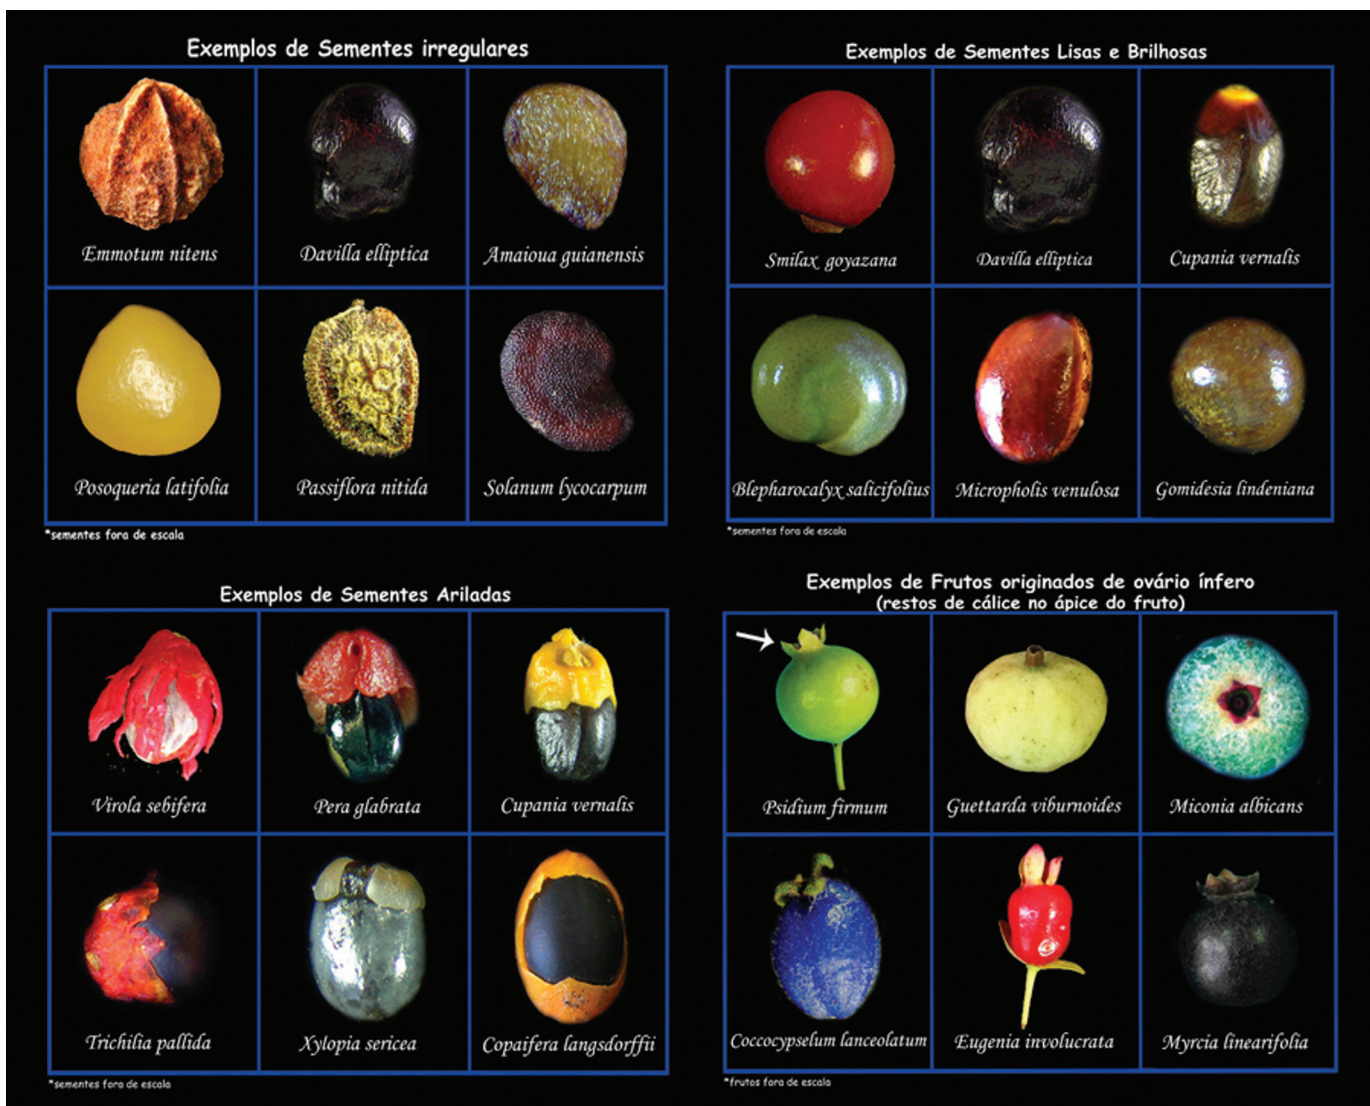 Exemplos de Sementes irregulares
Emmotum nitens
Davilla elliptica
Amaioua guianensis
Posoqueria latifolia
Passiflora nitida
Solanum lycocarpum
*sementes fora de escala
Exemplos de Sementes Lisas e Brilhosas
Smilax goyazana
Davilla elliptica
Cupania vernalis
Blepharocalyx salicifolius
Micropholis venulosa
Gomidesia lindeniana
*sementes fora de escala
Exemplos de Sementes Ariladas
Virola sebifera
Pera glabrata
Cupania vernalis
Trichilia pallida
Xylopia sericea
Copaifera langsdorffii
*sementes fora de escala
Exemplos de Frutos originados de ovário ínfero
(restos de cálice no ápice do fruto)
Psidium firmum
Guettarda viburnoides
Miconia albicans
Coccocypselum lanceolatum
Eugenia involucrata
Myrcia linearifolia
*frutos fora de escala